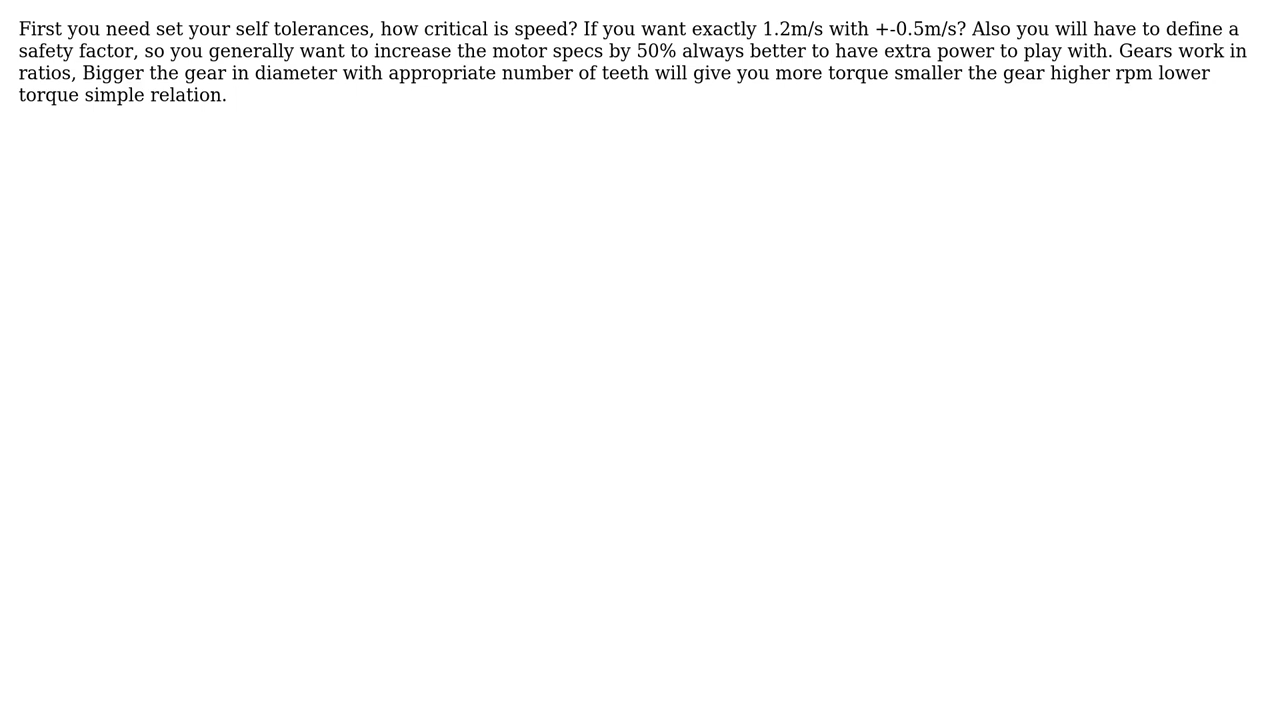 First you need set your self tolerances, how critical is speed? If you want exactly 1.2m/s with +-0.5m/s? Also you will have to define a
safety factor, so you generally want to increase the motor specs by 50% always better to have extra power to play with. Gears work in
ratios, Bigger the gear in diameter with appropriate number of teeth will give you more torque smaller the gear higher rpm lower
torque simple relation.